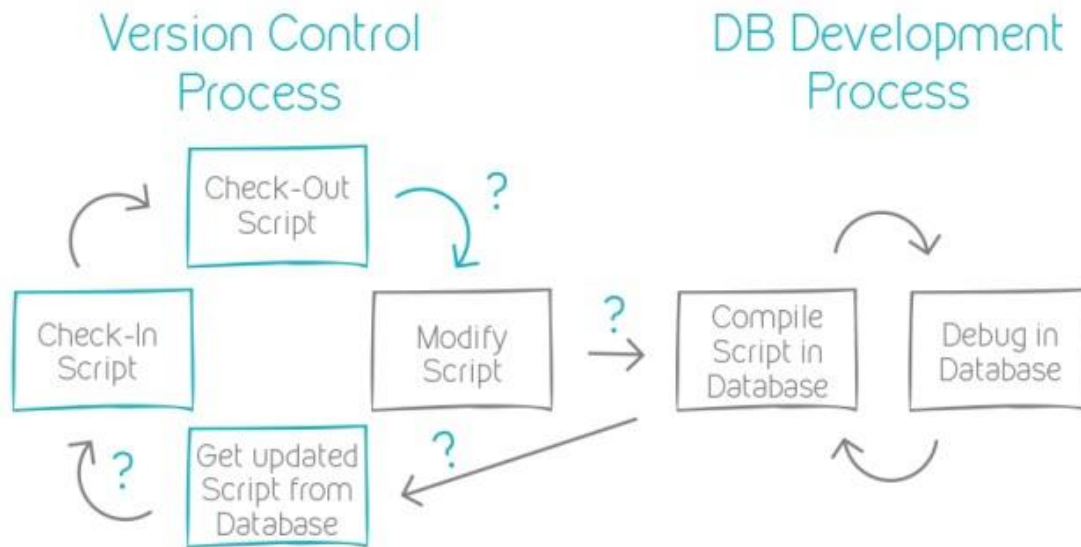 Version Control
Process
DB Development
Process
Check-Out
Script
?
Check-In
Script
Modify
Script
?
Compile
Script in
Database
Debug in
Database
?
Get updated
Script from
Database
?